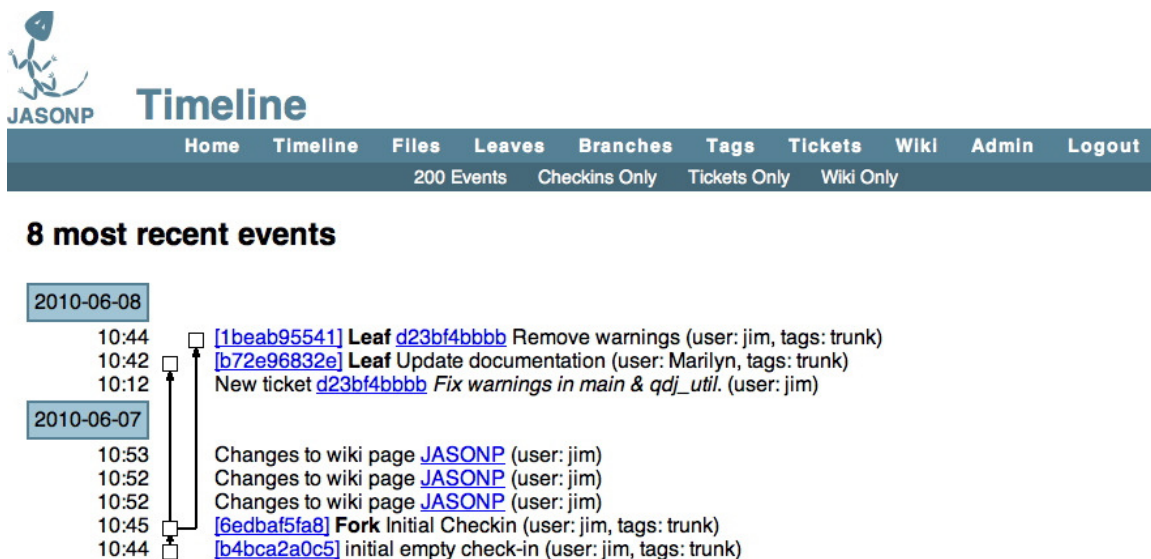 JASONP
Timeline
Home Timeline Files Leaves Branches Tags Tickets Wiki Admin Logout
200 Events Checkins Only Tickets Only Wiki Only
8 most recent events
2010-06-08
10:44 [1beab95541] Leaf d23bf4bbbb Remove warnings (user: jim, tags: trunk)
10:42 [b72e96832e] Leaf Update documentation (user: Marilyn, tags: trunk)
10:12 New ticket d23bf4bbbb Fix warnings in main & qdj_util. (user: jim)
2010-06-07
10:53 Changes to wiki page JASONP (user: jim)
10:52 Changes to wiki page JASONP (user: jim)
10:52 Changes to wiki page JASONP (user: jim)
10:45 [6edbaf5fa8] Fork Initial Checkin (user: jim, tags: trunk)
10:44 [b4bca2a0c5] initial empty check-in (user: jim, tags: trunk)